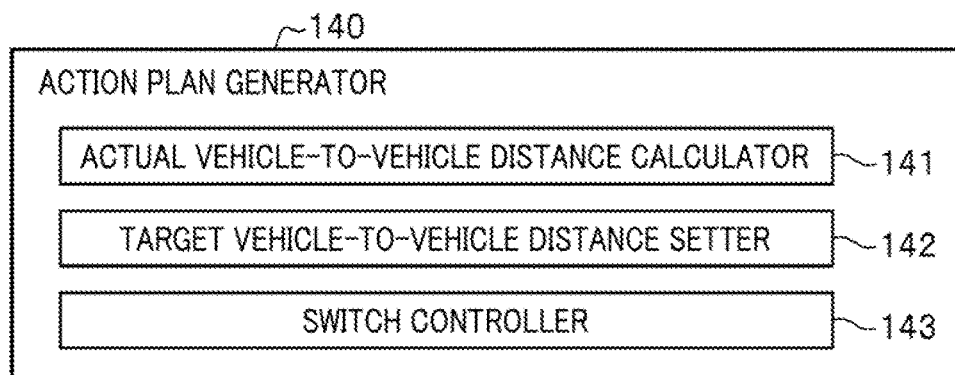 140
ACTION PLAN GENERATOR
ACTUAL VEHICLE-TO-VEHICLE DISTANCE CALCULATOR 141
TARGET VEHICLE-TO-VEHICLE DISTANCE SETTER 142
SWITCH CONTROLLER 143